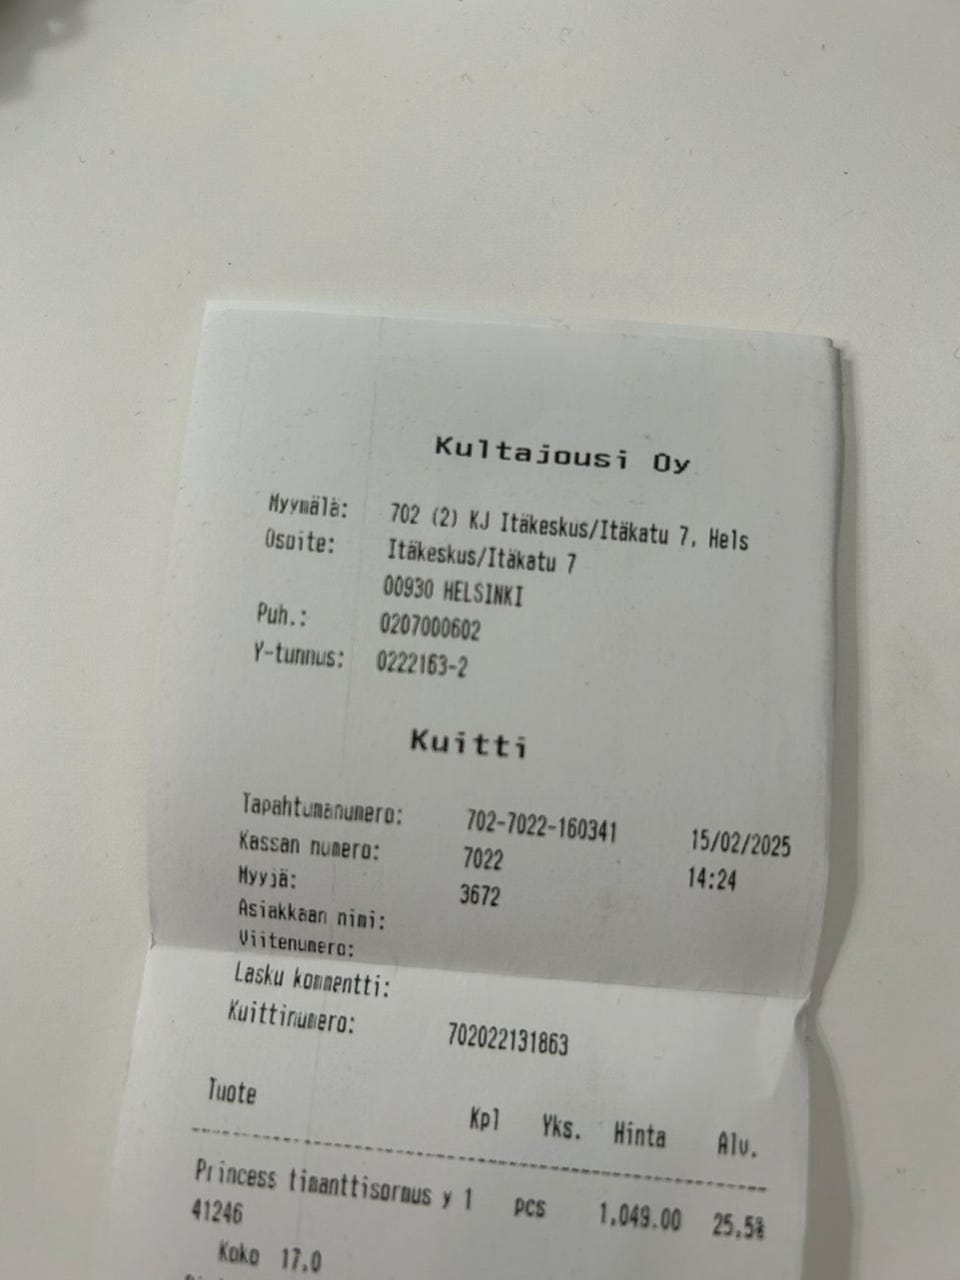 Kultajousi Oy
Myymälä: 702 (2) KJ Itäkeskus/Itäkatu 7, Hels
Osoite: Itäkeskus/Itäkatu 7
00930 HELSINKI
Puh.: 0207000602
Y-tunnus: 0222163-2
Kuitti
Tapahtumanumero: 702-7022-160341 15/02/2025
Kassan numero: 7022 14:24
Myyjä: 3672
Asiakkaan nimi:
Viitenumero:
Lasku kommentti:
Kuittinumero: 702022131863
Tuote Kpl Yks. Hinta Alv.
Princess timanttisormus y 1 pcs 1,049.00 25,5%
41246
Koko 17.0